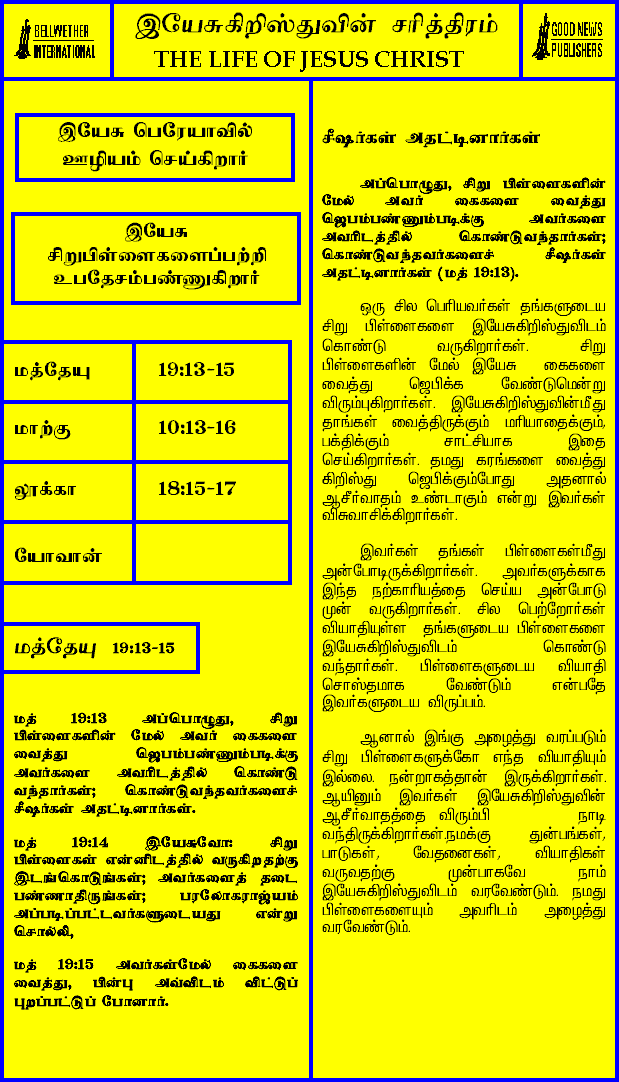 BELLWETHER
INTERNATIONAL
இயேசுகிறிஸ்துவின் சரித்திரம்
THE LIFE OF JESUS CHRIST
GOOD NEWS
PUBLISHERS
இயேசு பெரேயாவில்
ஊழியம் செய்கிறார்
இயேசு
சிறுபிள்ளைகளைப்பற்றி
உபதேசம்பண்ணுகிறார்
மத்தேயு 19:13-15
மாற்கு 10:13-16
லூக்கா 18:15-17
யோவான்
மத்தேயு 19:13-15
மத் 19:13 அப்பொழுது, சிறு
பிள்ளைகளின் மேல் அவர் கைகளை
வைத்து ஜெபம்பண்ணும்படிக்கு
அவர்களை அவரிடத்தில் கொண்டு
வந்தார்கள்; கொண்டுவந்தவர்களைச்
சீஷர்கள் அதட்டினார்கள்.
மத் 19:14 இயேசுவோ: சிறு
பிள்ளைகள் என்னிடத்தில் வருகிறதற்கு
இடங்கொடுங்கள்; அவர்களைத் தடை
பண்ணாதிருங்கள்; பரலோகராஜ்யம்
அப்படிப்பட்டவர்களுடையது என்று
சொல்லி,
மத் 19:15 அவர்கள்மேல் கைகளை
வைத்து, பின்பு அவ்விடம் விட்டுப்
புறப்பட்டுப் போனார்.
சீஷர்கள் அதட்டினார்கள்
அப்பொழுது, சிறு பிள்ளைகளின்
மேல் அவர் கைகளை வைத்து
ஜெபம்பண்ணும்படிக்கு அவர்களை
அவரிடத்தில் கொண்டுவந்தார்கள்;
கொண்டுவந்தவர்களைச் சீஷர்கள்
அதட்டினார்கள் (மத் 19:13).
ஒரு சில பெரியவர்கள் தங்களுடைய
சிறு பிள்ளைகளை இயேசுகிறிஸ்துவிடம்
கொண்டு வருகிறார்கள். சிறு
பிள்ளைகளின் மேல் இயேசு கைகளை
வைத்து ஜெபிக்க வேண்டுமென்று
விரும்புகிறார்கள். இயேசுகிறிஸ்துவின்மீது
தாங்கள் வைத்திருக்கும் மரியாதைக்கும்,
பக்திக்கும் சாட்சியாக இதை
செய்கிறார்கள். தமது கரங்களை வைத்து
கிறிஸ்து ஜெபிக்கும்போது அதனால்
ஆசீர்வாதம் உண்டாகும் என்று இவர்கள்
விசுவாசிக்கிறார்கள்.
இவர்கள் தங்கள் பிள்ளைகள்மீது
அன்போடிருக்கிறார்கள். அவர்களுக்காக
இந்த நற்காரியத்தை செய்ய அன்போடு
முன் வருகிறார்கள். சில பெற்றோர்கள்
வியாதியுள்ள தங்களுடைய பிள்ளைகளை
இயேசுகிறிஸ்துவிடம் கொண்டு
வந்தார்கள். பிள்ளைகளுடைய வியாதி
சொஸ்தமாக வேண்டும் என்பதே
இவர்களுடைய விருப்பம்.
ஆனால் இங்கு அழைத்து வரப்படும்
சிறு பிள்ளைகளுக்கோ எந்த வியாதியும்
இல்லை. நன்றாகத்தான் இருக்கிறார்கள்.
ஆயினும் இவர்கள் இயேசுகிறிஸ்துவின்
ஆசீர்வாதத்தை விரும்பி நாடி
வந்திருக்கிறார்கள்.நமக்கு துன்பங்கள்,
பாடுகள், வேதனைகள், வியாதிகள்
வருவதற்கு முன்பாகவே நாம்
இயேசுகிறிஸ்துவிடம் வரவேண்டும். நமது
பிள்ளைகளையும் அவரிடம் அழைத்து
வரவேண்டும்.